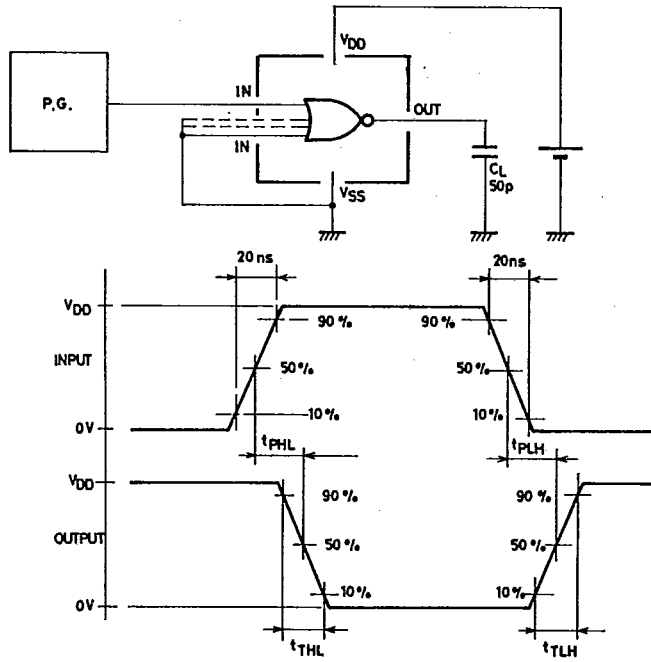 VDD
P.G.
IN
OUT
IN
CL
50p
VSS
20 ns
20ns
VDD
90 %
90 %
INPUT
50 %
50 %
10 %
10 %
0V
tPHL
tPLH
VDD
90 %
90 %
OUTPUT
50 %
50 %
10 %
10 %
0V
tTHL
tTLH